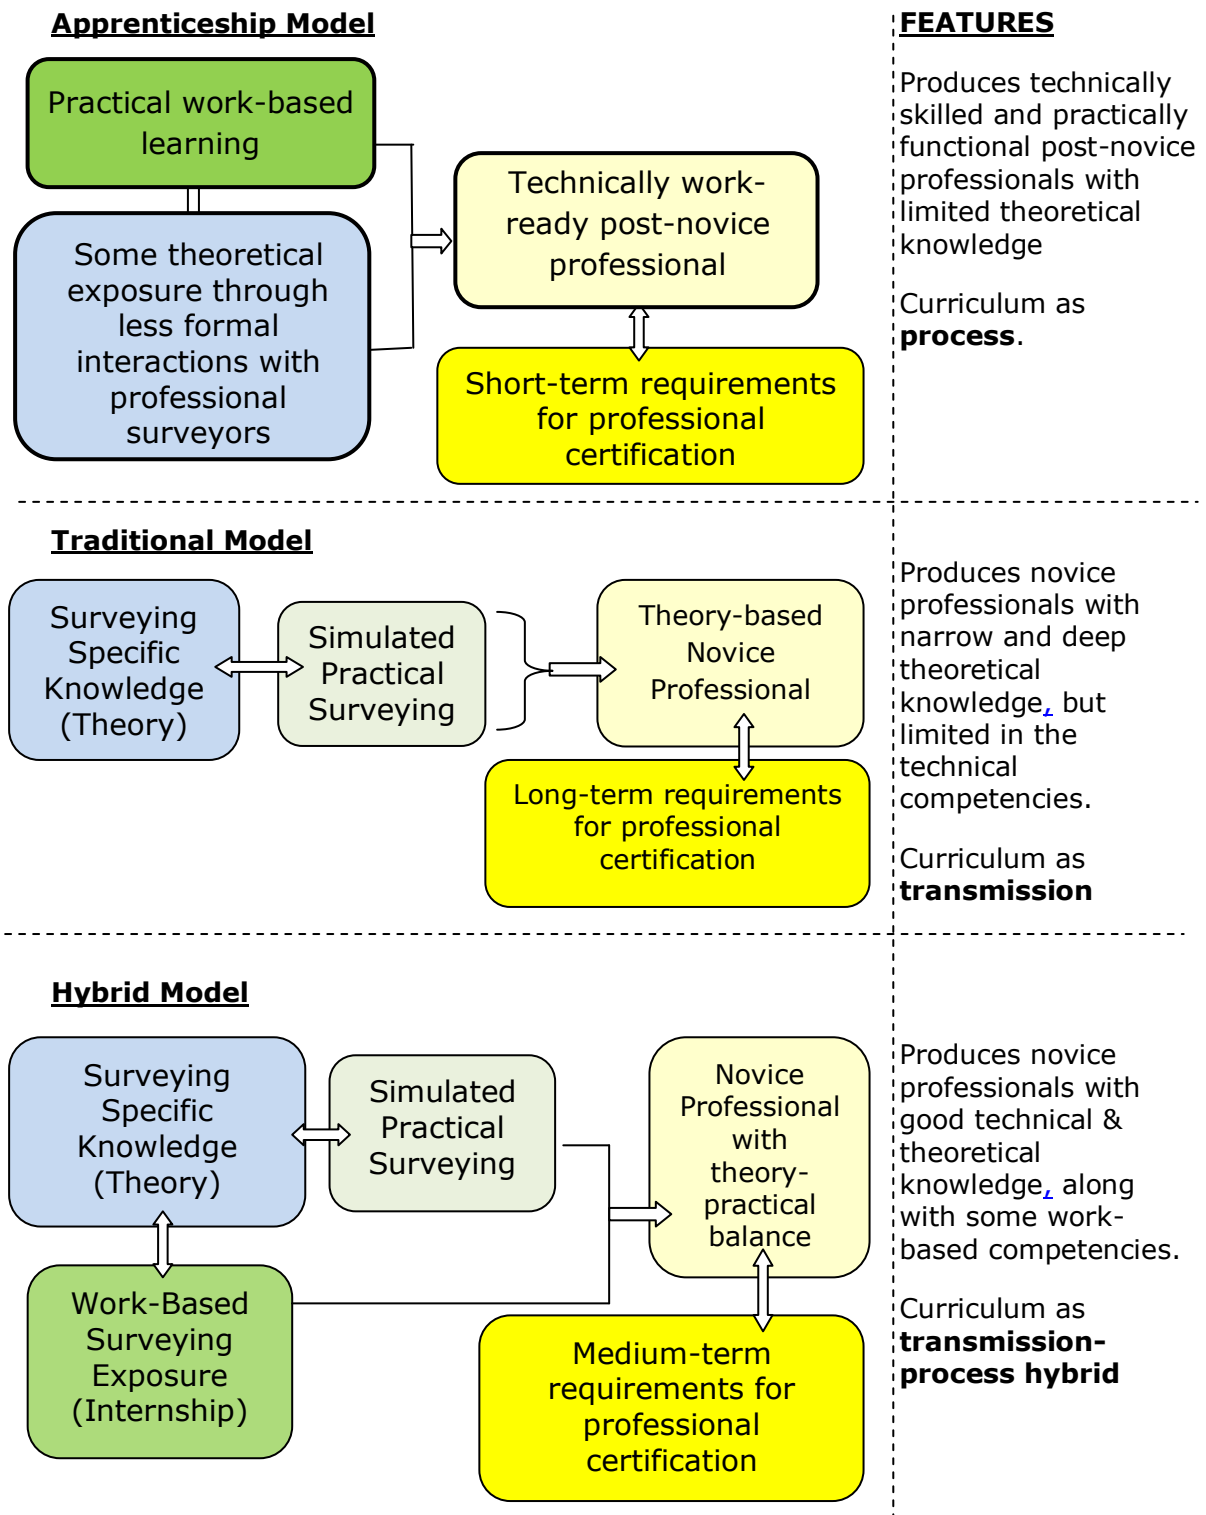 Apprenticeship Model
Practical work-based
learning
Some theoretical
exposure through
less formal
interactions with
professional
surveyors
Technically work-
ready post-novice
professional
Short-term requirements
for professional
certification
FEATURES
Produces technically
skilled and practically
functional post-novice
professionals with
limited theoretical
knowledge
Curriculum as
process.
Traditional Model
Surveying
Specific
Knowledge
(Theory)
Simulated
Practical
Surveying
Theory-based
Novice
Professional
Long-term requirements
for professional
certification
Produces novice
professionals with
narrow and deep
theoretical
knowledge, but
limited in the
technical
competencies.
Curriculum as
transmission
Hybrid Model
Surveying
Specific
Knowledge
(Theory)
Simulated
Practical
Surveying
Work-Based
Surveying
Exposure
(Internship)
Novice
Professional
with
theory-
practical
balance
Medium-term
requirements for
professional
certification
Produces novice
professionals with
good technical &
theoretical
knowledge, along
with some work-
based competencies.
Curriculum as
transmission-
process hybrid